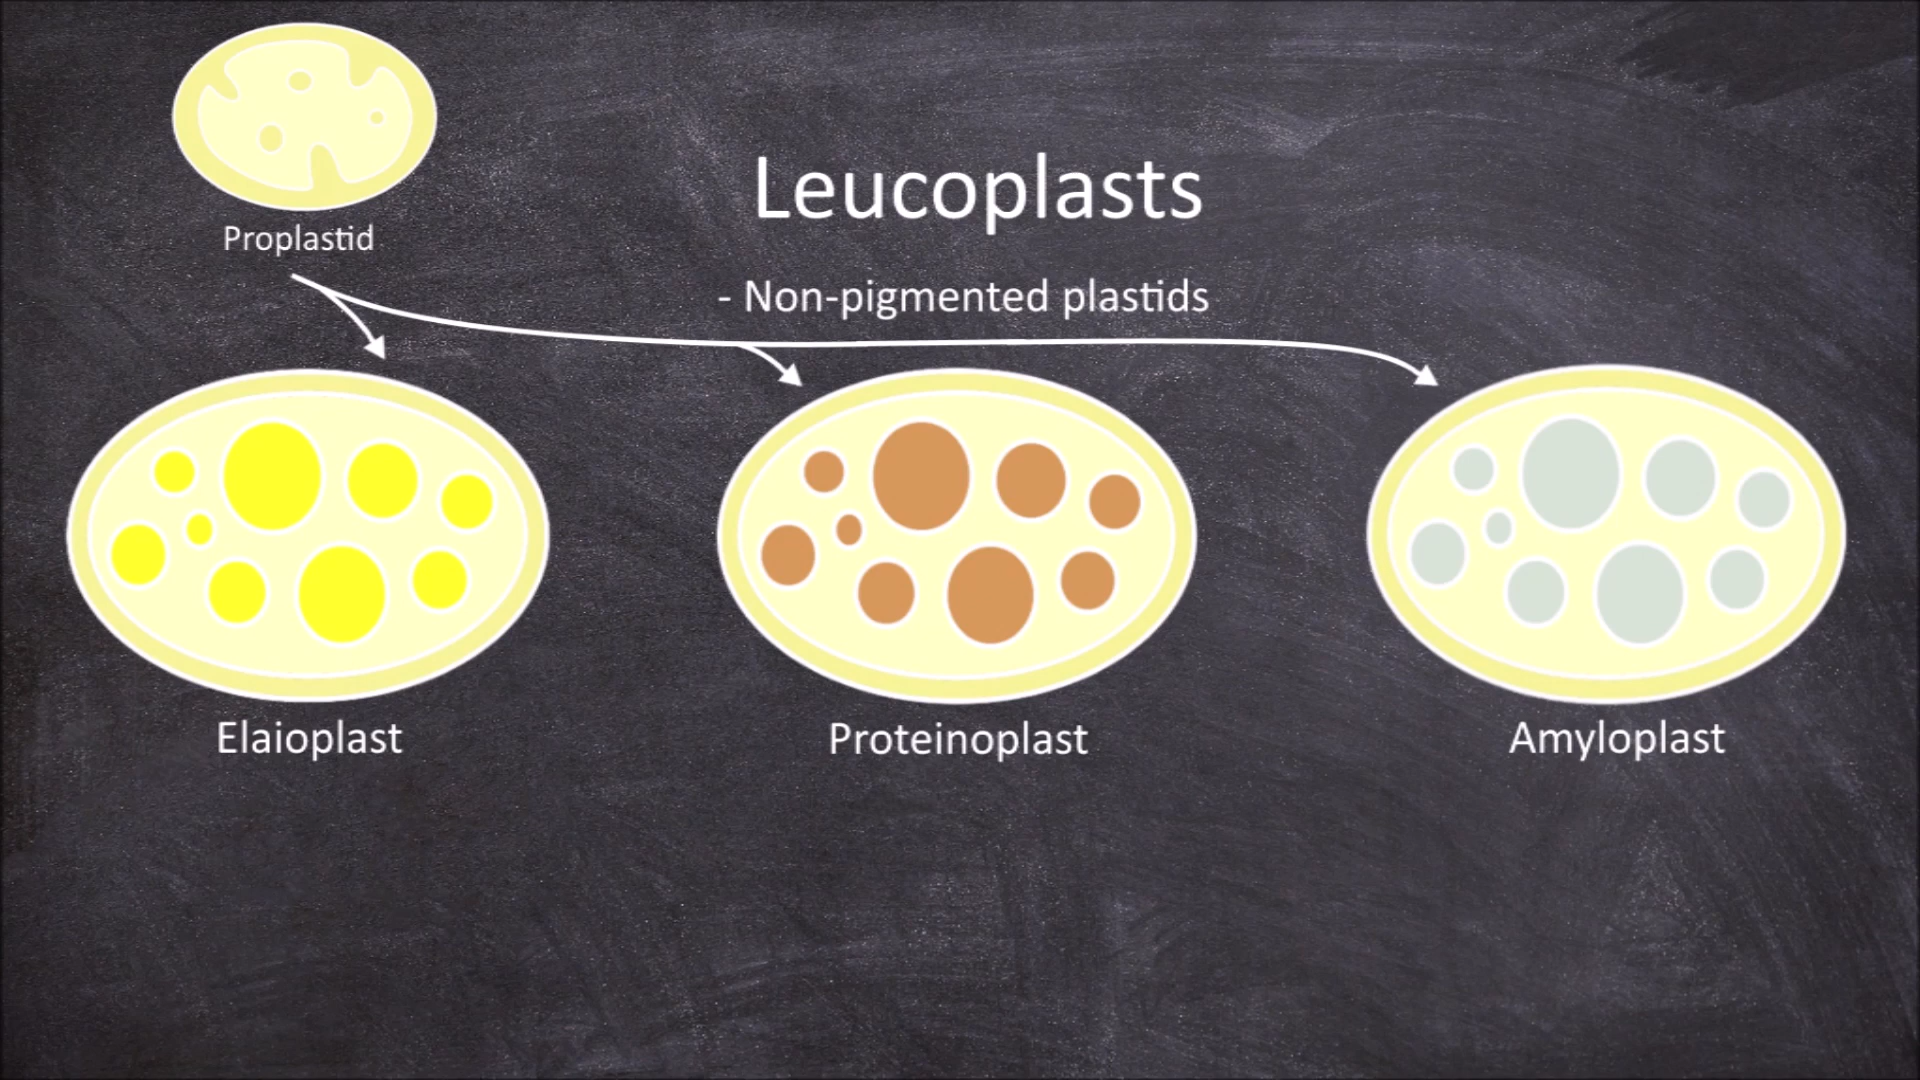 Proplastid
Leucoplasts
- Non-pigmented plastids
Elaioplast
Proteinoplast
Amyloplast